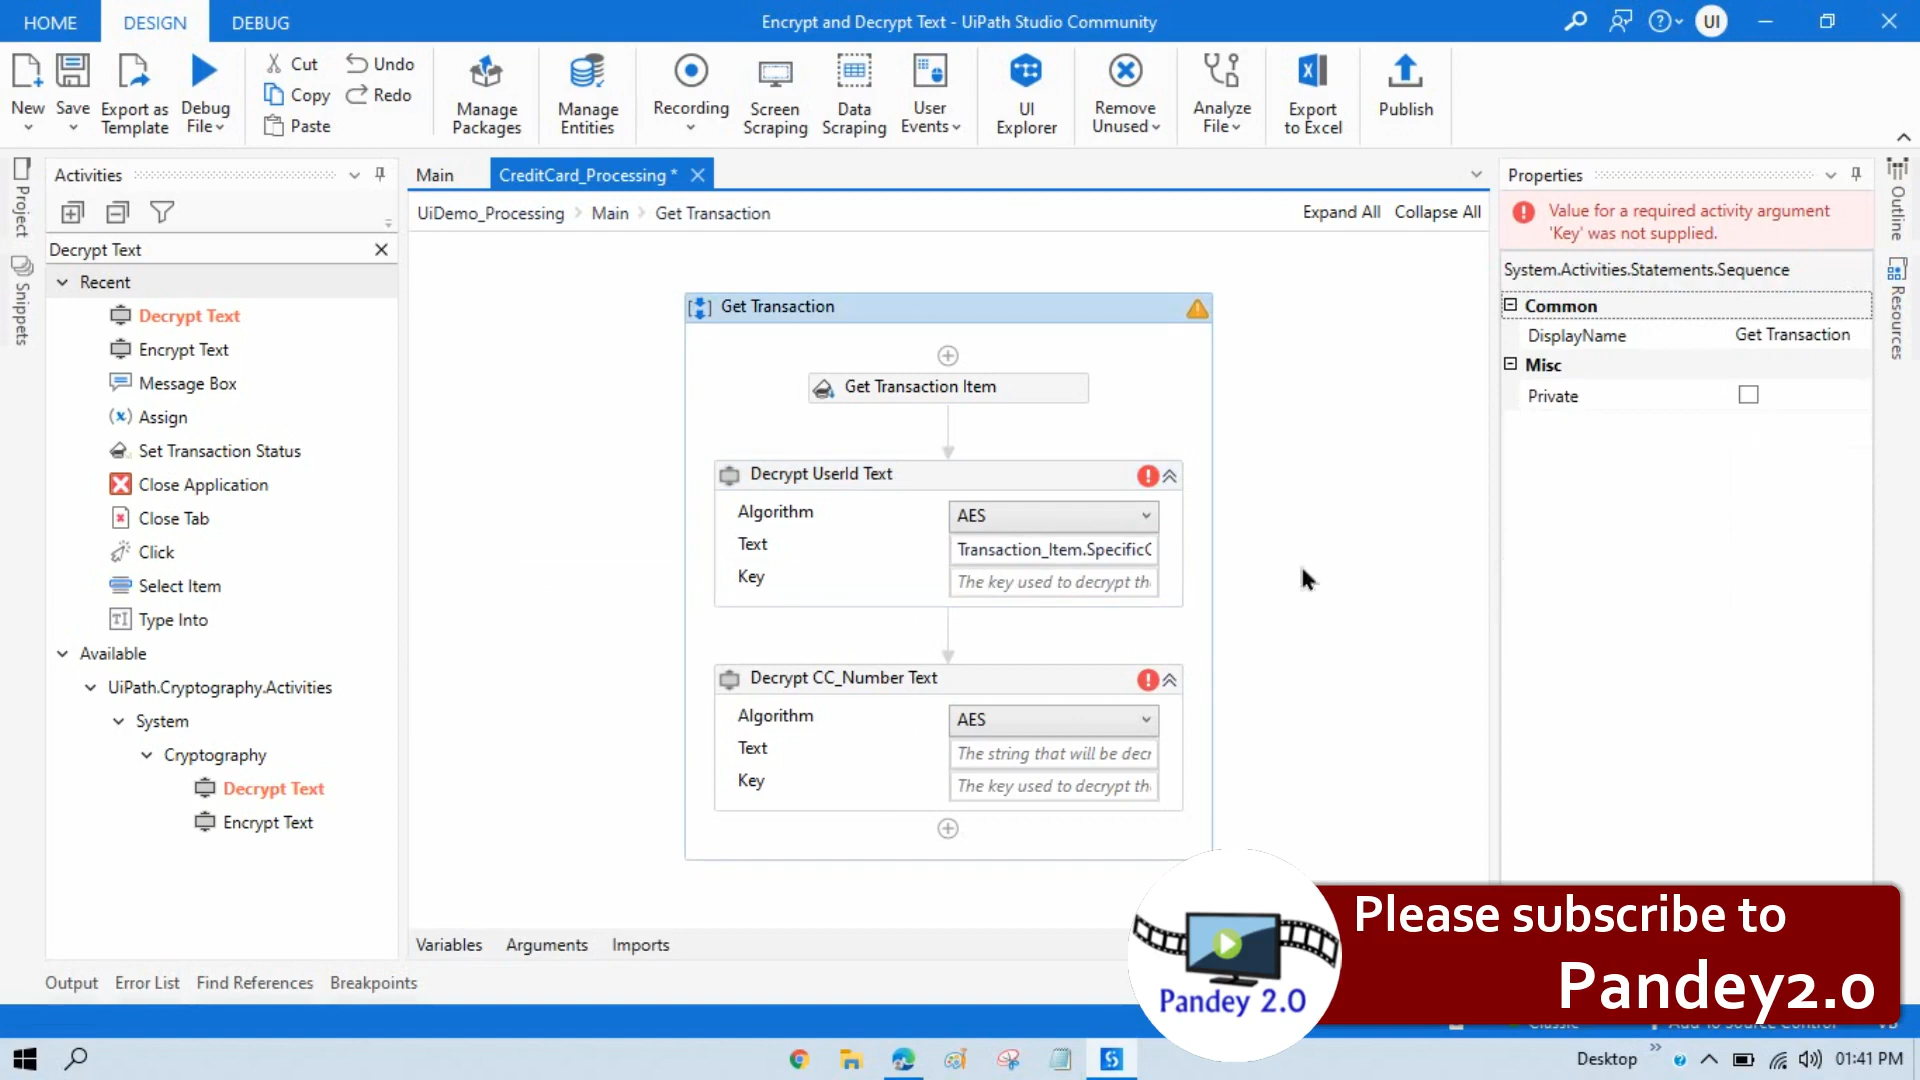 HOME DESIGN DEBUG
Encrypt and Decrypt Text - UiPath Studio Community
UI
New Save Export as Template Debug File
Cut Copy Paste Undo Redo
Manage Packages
Manage Entities
Recording
Screen Scraping
Data Scraping
User Events
UI Explorer
Remove Unused
Analyze File
Export to Excel
Publish
Project
Snippets
Activities
Decrypt Text
Recent
Decrypt Text
Encrypt Text
Message Box
Assign
Set Transaction Status
Close Application
Close Tab
Click
Select Item
Type Into
Available
UiPath.Cryptography.Activities
System
Cryptography
Decrypt Text
Encrypt Text
Main CreditCard_Processing *
UiDemo_Processing > Main > Get Transaction
Expand All Collapse All
Get Transaction
Get Transaction Item
Decrypt UserId Text
Algorithm AES
Text Transaction_Item.SpecificC
Key The key used to decrypt th
Decrypt CC_Number Text
Algorithm AES
Text The string that will be decr
Key The key used to decrypt th
Variables Arguments Imports
Properties
Value for a required activity argument
'Key' was not supplied.
System.Activities.Statements.Sequence
Common
DisplayName Get Transaction
Misc
Private
Outline
Resources
Output Error List Find References Breakpoints
Please subscribe to
Pandey2.0
Pandey 2.0
Desktop
01:41 PM